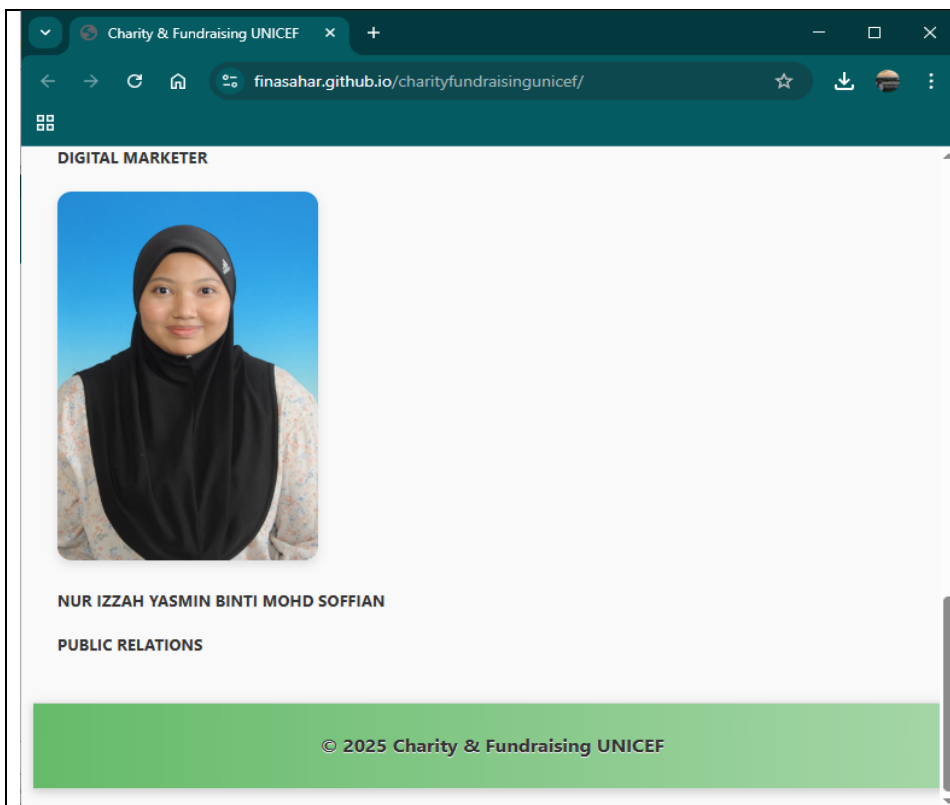 Charity & Fundraising UNICEF
finasahar.github.io/charityfundraisingunicef/
DIGITAL MARKETER
NUR IZZAH YASMIN BINTI MOHD SOFFIAN
PUBLIC RELATIONS
© 2025 Charity & Fundraising UNICEF